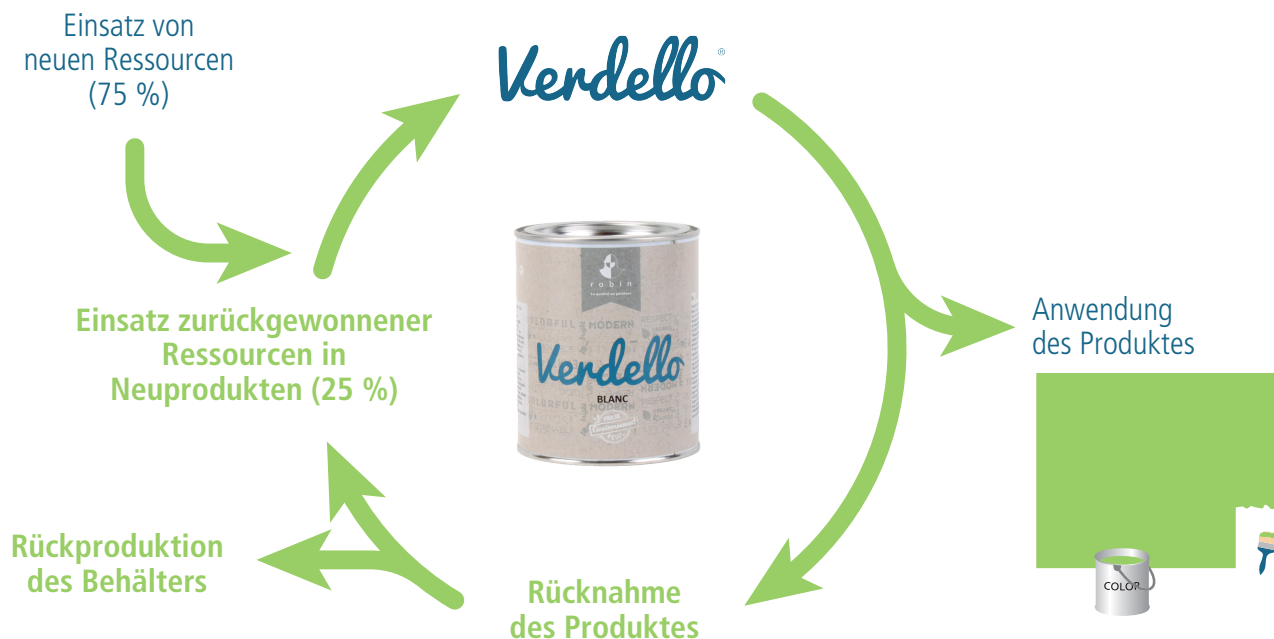 Einsatz von
neuen Ressourcen
(75 %)
Verdello®
robin
Verdello
BLANC
Einsatz zurückgewonnener
Ressourcen in
Neuprodukten (25 %)
Anwendung
des Produktes
COLOR
Rückproduktion
des Behälters
Rücknahme
des Produktes